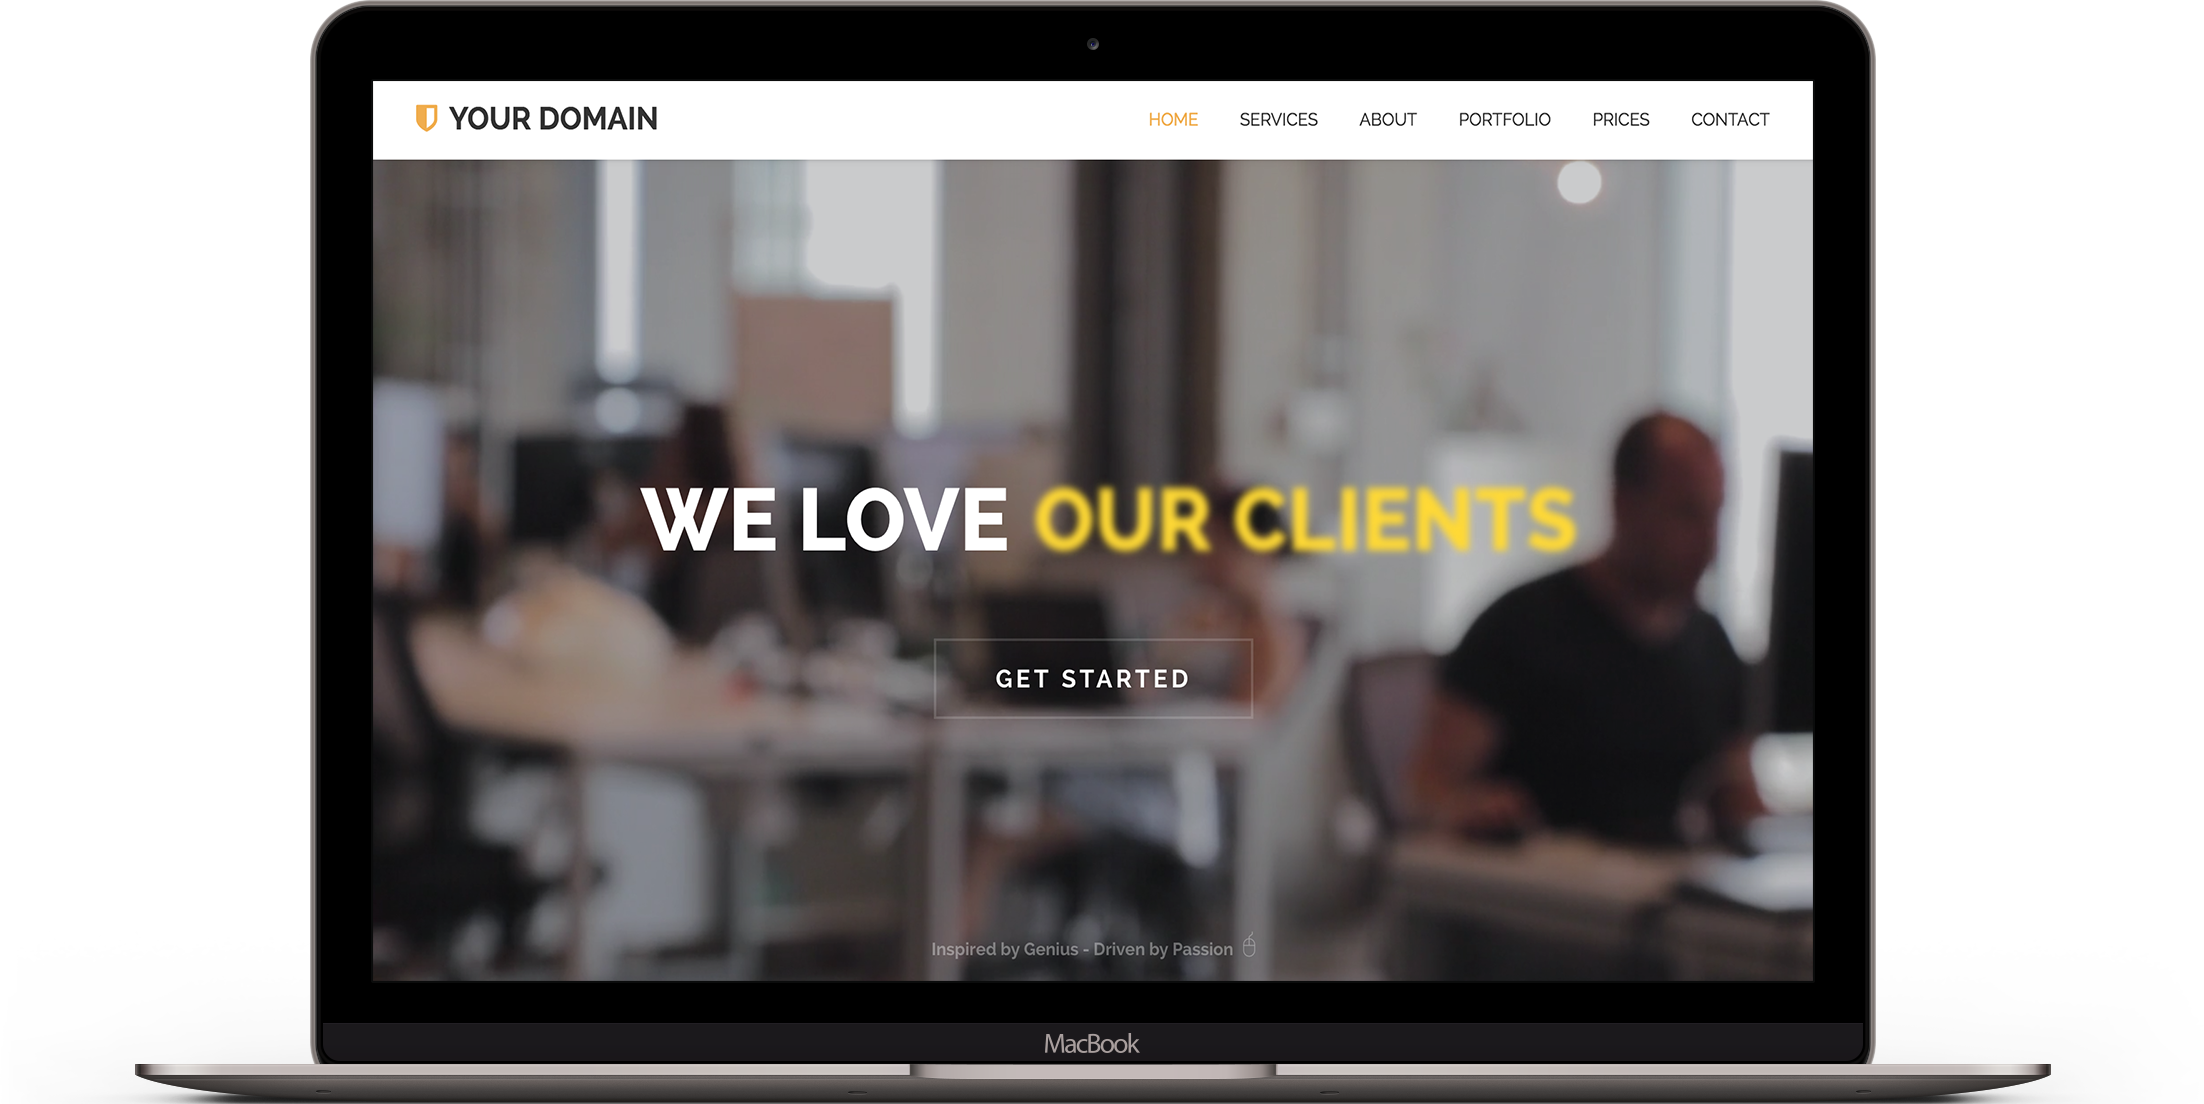 YOUR DOMAIN
HOME SERVICES ABOUT PORTFOLIO PRICES CONTACT
WE LOVE OUR CLIENTS
GET STARTED
Inspired by Genius - Driven by Passion
MacBook